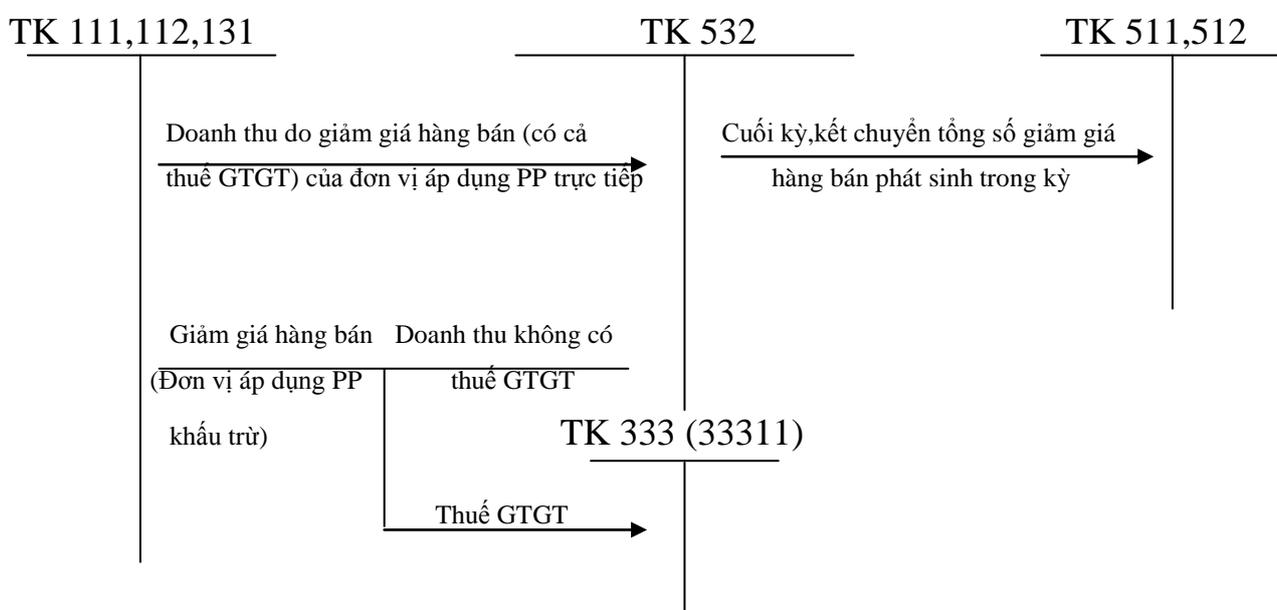 TK 111,112,131
TK 532
TK 511,512
Doanh thu do giảm giá hàng bán (có cả
thuế GTGT) của đơn vị áp dụng PP trực tiếp
Cuối kỳ,kết chuyển tổng số giảm giá
hàng bán phát sinh trong kỳ
Giảm giá hàng bán
(Đơn vị áp dụng PP
khấu trừ)
Doanh thu không có
thuế GTGT
TK 333 (33311)
Thuế GTGT